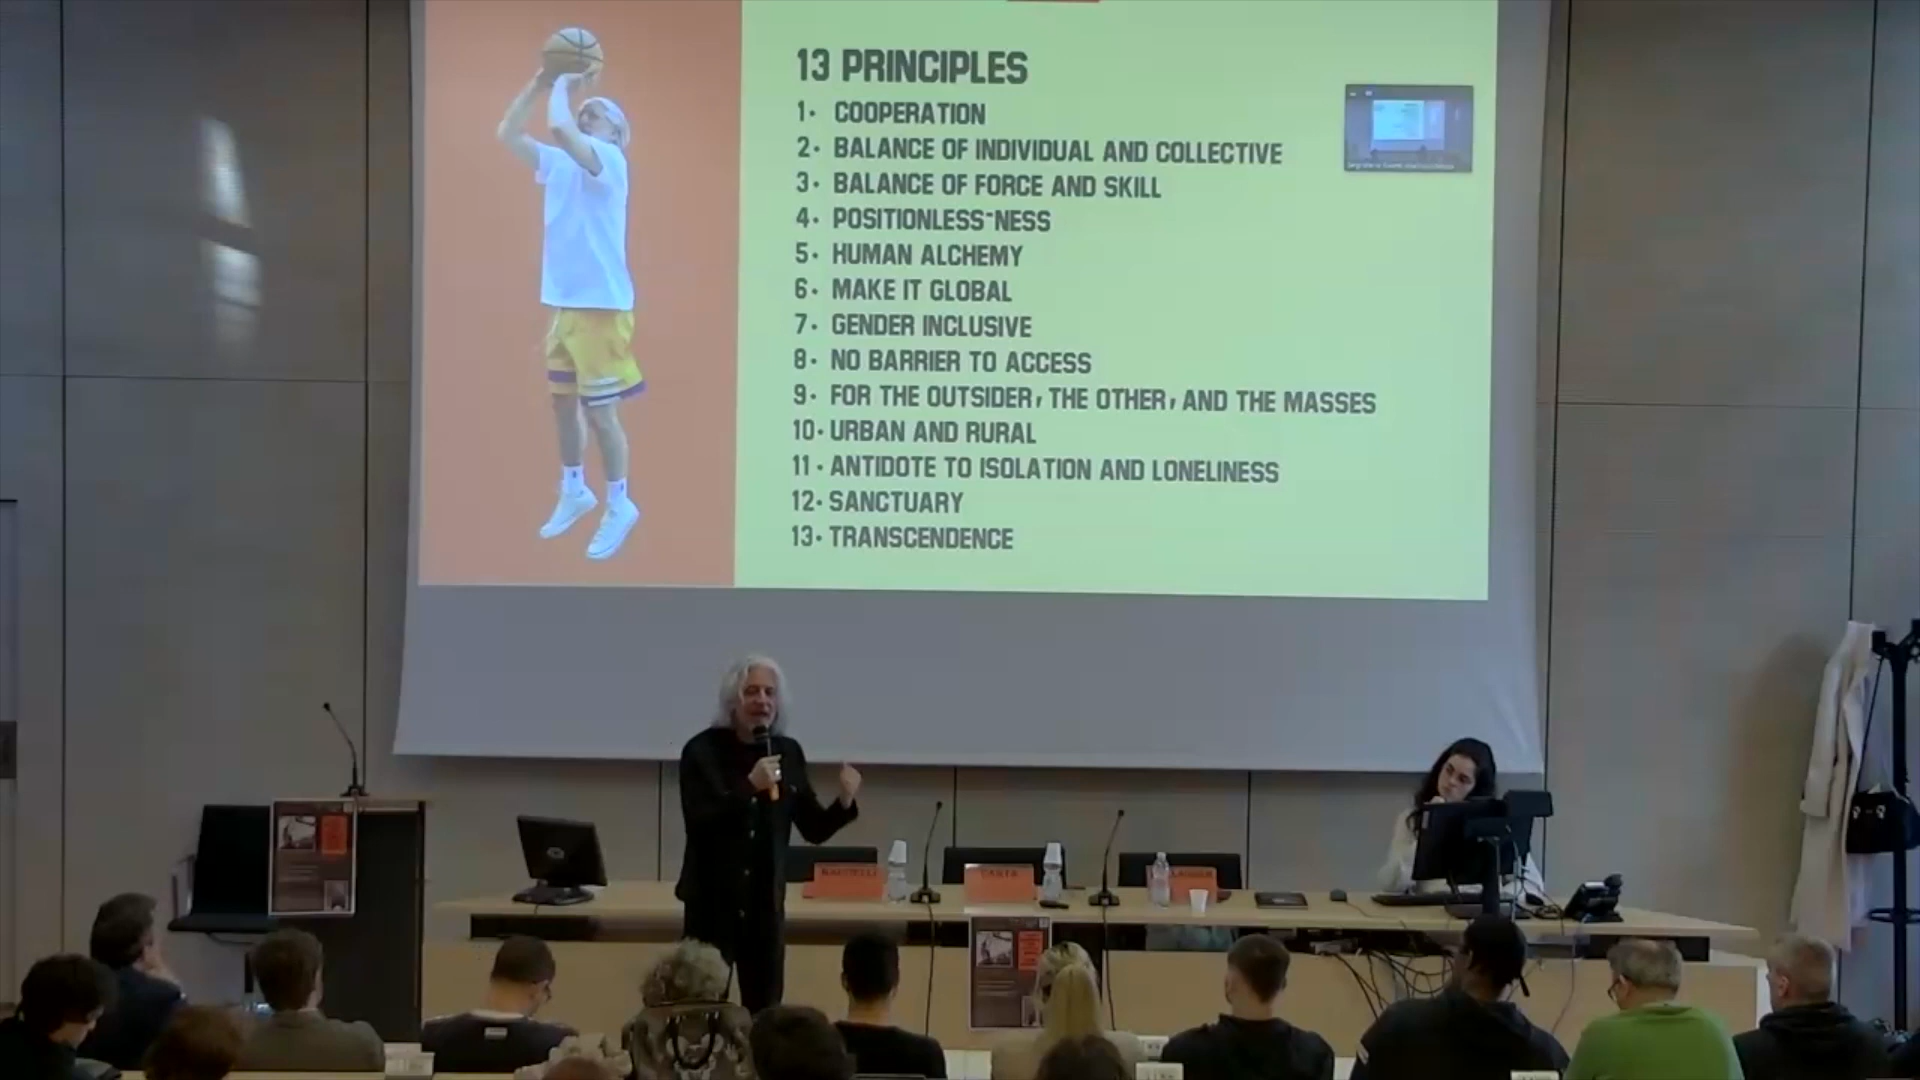 13 PRINCIPLES
1. COOPERATION
2. BALANCE OF INDIVIDUAL AND COLLECTIVE
3. BALANCE OF FORCE AND SKILL
4. POSITIONLESS-NESS
5. HUMAN ALCHEMY
6. MAKE IT GLOBAL
7. GENDER INCLUSIVE
8. NO BARRIER TO ACCESS
9. FOR THE OUTSIDER, THE OTHER, AND THE MASSES
10. URBAN AND RURAL
11. ANTIDOTE TO ISOLATION AND LONELINESS
12. SANCTUARY
13. TRANSCENDENCE